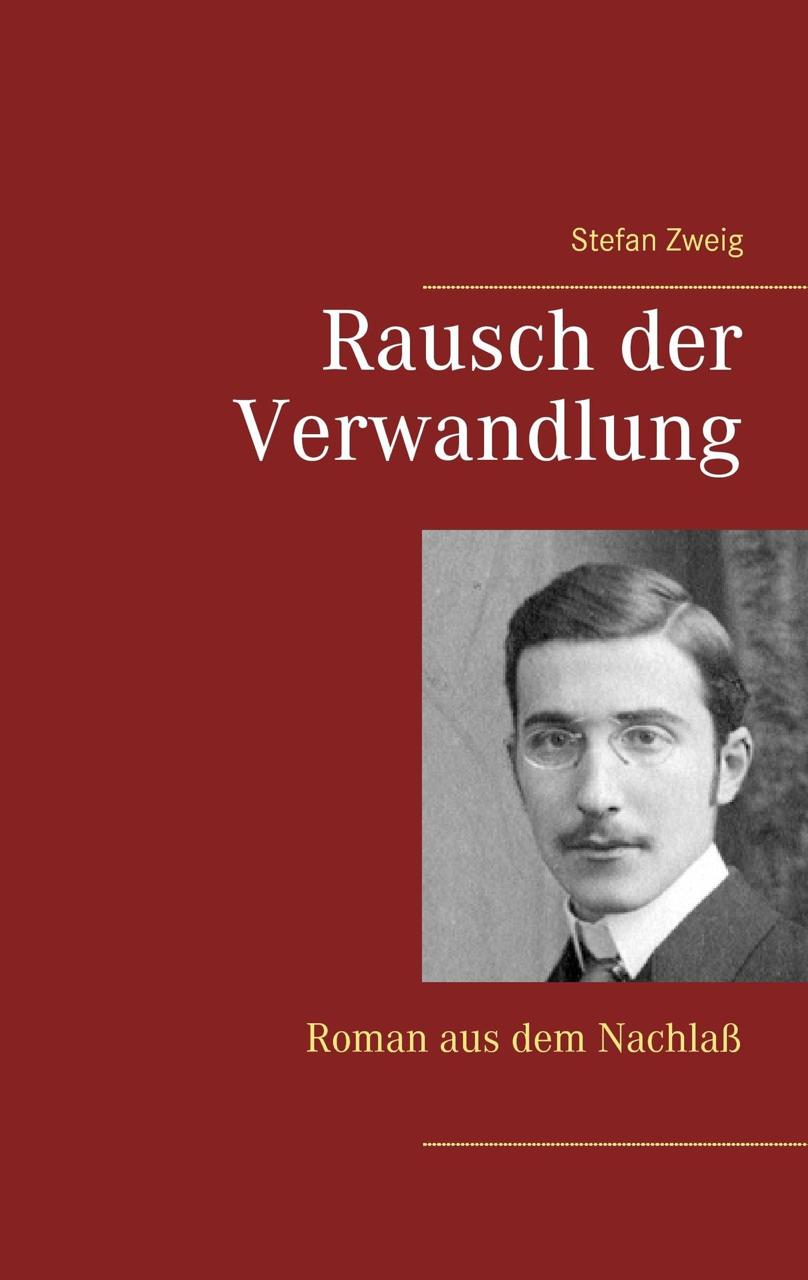 Stefan Zweig
Rausch der
Verwandlung
Roman aus dem Nachlaß